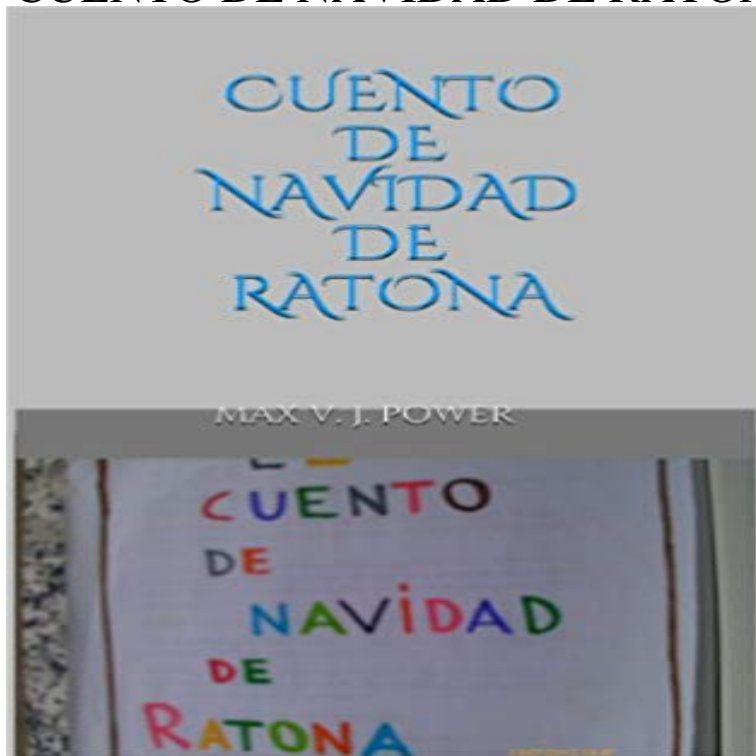 CUENTO
DE
NAVIDAD
DE
RATONA
MAX V. J. POWER
CUENTO
DE
NAVIDAD
DE
RATONA